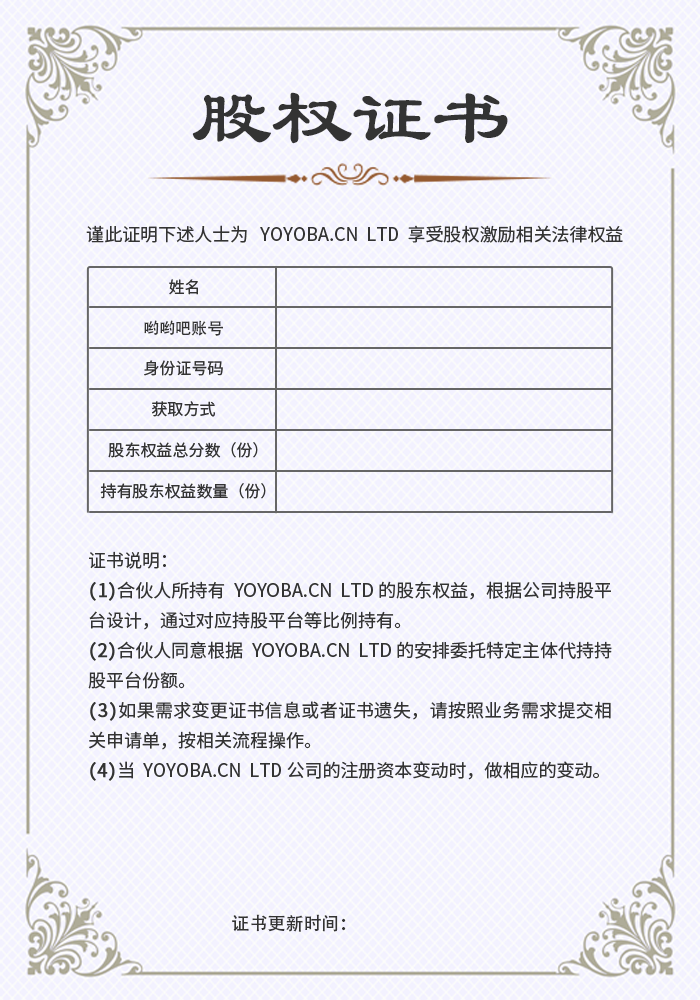 股权证书
谨此证明下述人士为 YOYOBA.CN LTD 享受股权激励相关法律权益
姓名
哟哟吧账号
身份证号码
获取方式
股东权益总分数（份）
持有股东权益数量（份）
证书说明：
(1)合伙人所持有 YOYOBA.CN LTD 的股东权益，根据公司持股平
台设计，通过对应持股平台等比例持有。
(2)合伙人同意根据 YOYOBA.CN LTD 的安排委托特定主体代持持
股平台份额。
(3)如果需求变更证书信息或者证书遗失，请按照业务需求提交相
关申请单，按相关流程操作。
(4)当 YOYOBA.CN LTD 公司的注册资本变动时，做相应的变动。
证书更新时间：